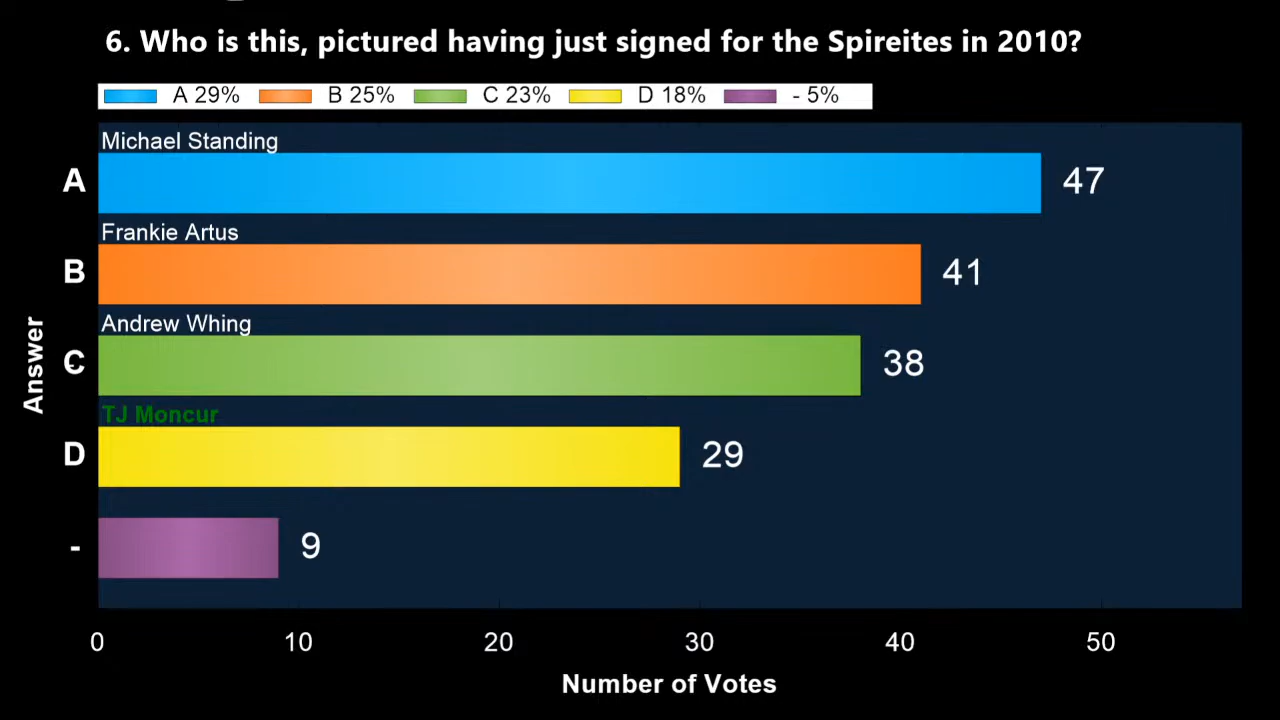 6. Who is this, pictured having just signed for the Spireites in 2010?
A 29% B 25% C 23% D 18% - 5%
Michael Standing
A 47
Frankie Artus
B 41
Andrew Whing
C 38
TJ Moncur
D 29
- 9
Answer
0 10 20 30 40 50
Number of Votes